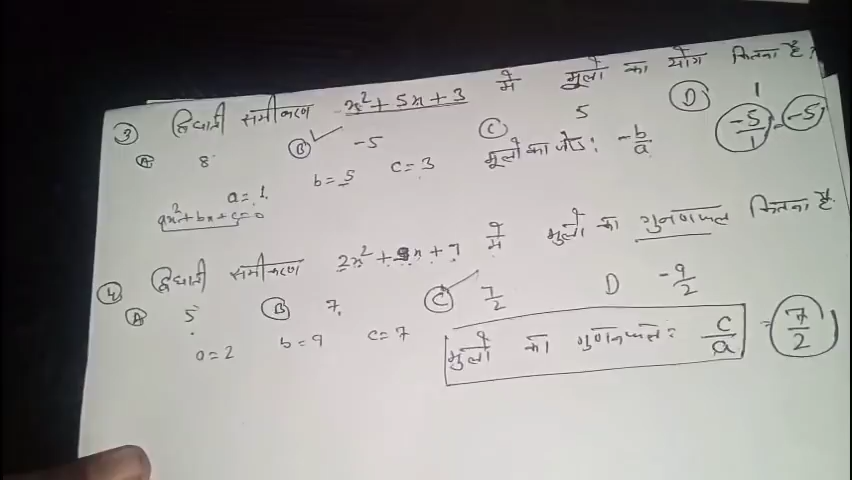 ③ द्विघाती समीकरण x²+5x+3 में मूलों का योग कितना है?
Ⓐ 8 Ⓑ -5 Ⓒ 5 Ⓓ 1
a=1 b=5 c=3 मूलों का जोड: -b/a -5/1 = -5
ax²+bx+c=0
④ द्विघाती समीकरण 2x²+9x+7 में मूलों का गुनणफल कितना है
Ⓐ 5 Ⓑ 7 Ⓒ 7/2 D -9/2
a=2 b=9 c=7 मूलों का गुणनफल= c/a = 7/2